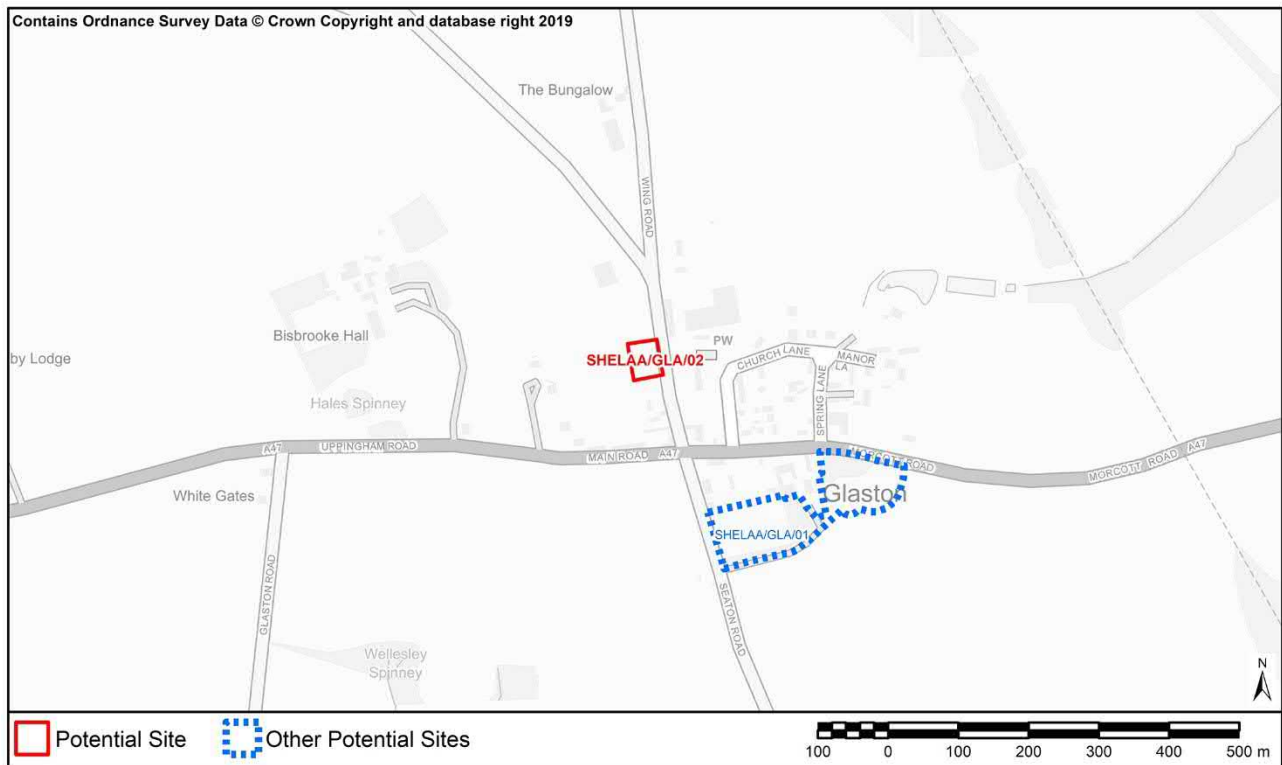 Contains Ordnance Survey Data © Crown Copyright and database right 2019
The Bungalow
WING ROAD
Bisbrooke Hall
by Lodge
SHELAA/GLA/02
PW
CHURCH LANE
MANOR
LA
Hales Spinney
SPRING LANE
A47
UPPINGHAM ROAD
MAIN ROAD A47
MORCOTT ROAD
MORCOTT ROAD A47
White Gates
Glaston
SHELAA/GLA/01
GLASTON ROAD
SEATON ROAD
Wellesley
Spinney
N
Potential Site
Other Potential Sites
100 0 100 200 300 400 500 m